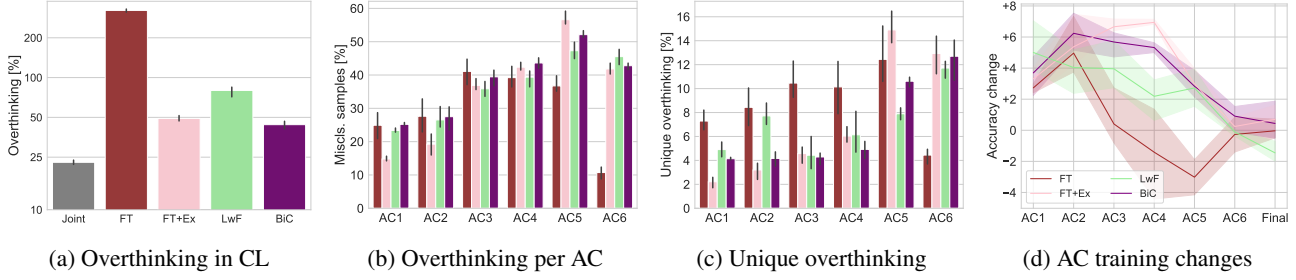 Overthinking [%]
200
100
50
25
10
Joint FT FT+Ex LwF BiC
(a) Overthinking in CL
Miscl. samples [%]
60
50
40
30
20
10
0
AC1 AC2 AC3 AC4 AC5 AC6
(b) Overthinking per AC
Unique overthinking [%]
16
14
12
10
8
6
4
2
0
AC1 AC2 AC3 AC4 AC5 AC6
(c) Unique overthinking
Accuracy change
+8
+6
+4
+2
0
−2
−4
FT LwF
FT+Ex BiC
AC1 AC2 AC3 AC4 AC5 AC6 Final
(d) AC training changes